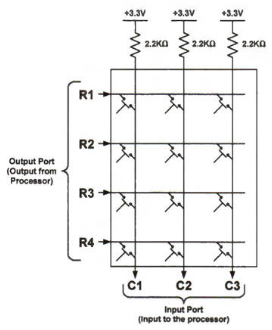 +3.3V +3.3V +3.3V
2.2KΩ 2.2KΩ 2.2KΩ
R1
R2
Output Port
(Output from
Processor)
R3
R4
C1 C2 C3
Input Port
(Input to the processor)